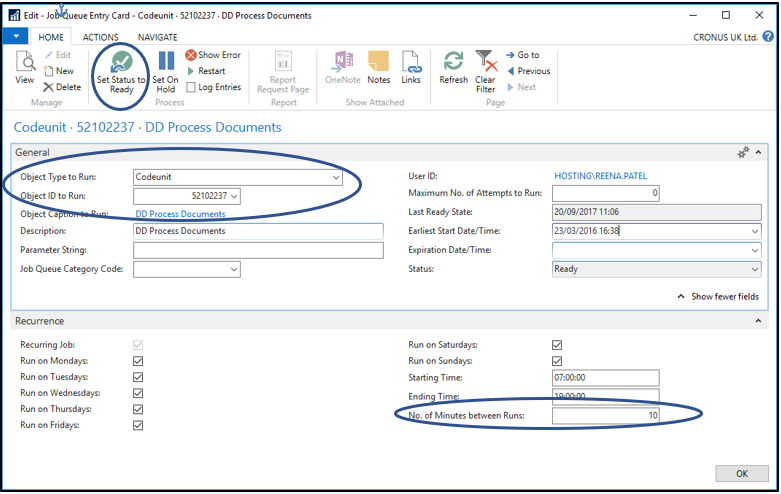 Edit - Job Queue Entry Card - Codeunit · 52102237 · DD Process Documents
HOME ACTIONS NAVIGATE CRONUS UK Ltd.
View
Edit
New
Delete
Manage
Set Status to Ready
Set On Hold
Show Error
Restart
Log Entries
Process
Report Request Page
Report
OneNote
Notes
Links
Show Attached
Refresh
Clear Filter
Go to
Previous
Next
Page
Codeunit · 52102237 · DD Process Documents
General
Object Type to Run: Codeunit
Object ID to Run: 52102237
Object Caption to Run: DD Process Documents
Description: DD Process Documents
Parameter String:
Job Queue Category Code:
User ID: HOSTING\REENA.PATEL
Maximum No. of Attempts to Run: 0
Last Ready State: 20/09/2017 11:06
Earliest Start Date/Time: 23/03/2016 16:38
Expiration Date/Time:
Status: Ready
Show fewer fields
Recurrence
Recurring Job:
Run on Mondays:
Run on Tuesdays:
Run on Wednesdays:
Run on Thursdays:
Run on Fridays:
Run on Saturdays:
Run on Sundays:
Starting Time: 07:00:00
Ending Time: 19:00:00
No. of Minutes between Runs: 10
OK